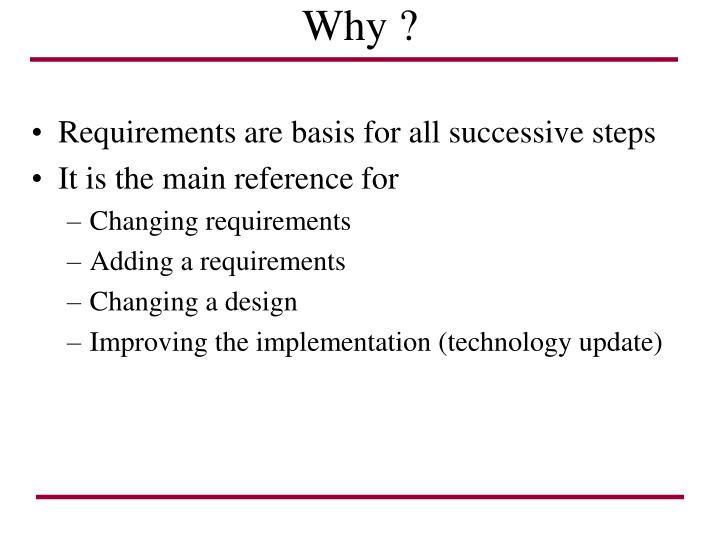 Why ?
• Requirements are basis for all successive steps
• It is the main reference for
– Changing requirements
– Adding a requirements
– Changing a design
– Improving the implementation (technology update)